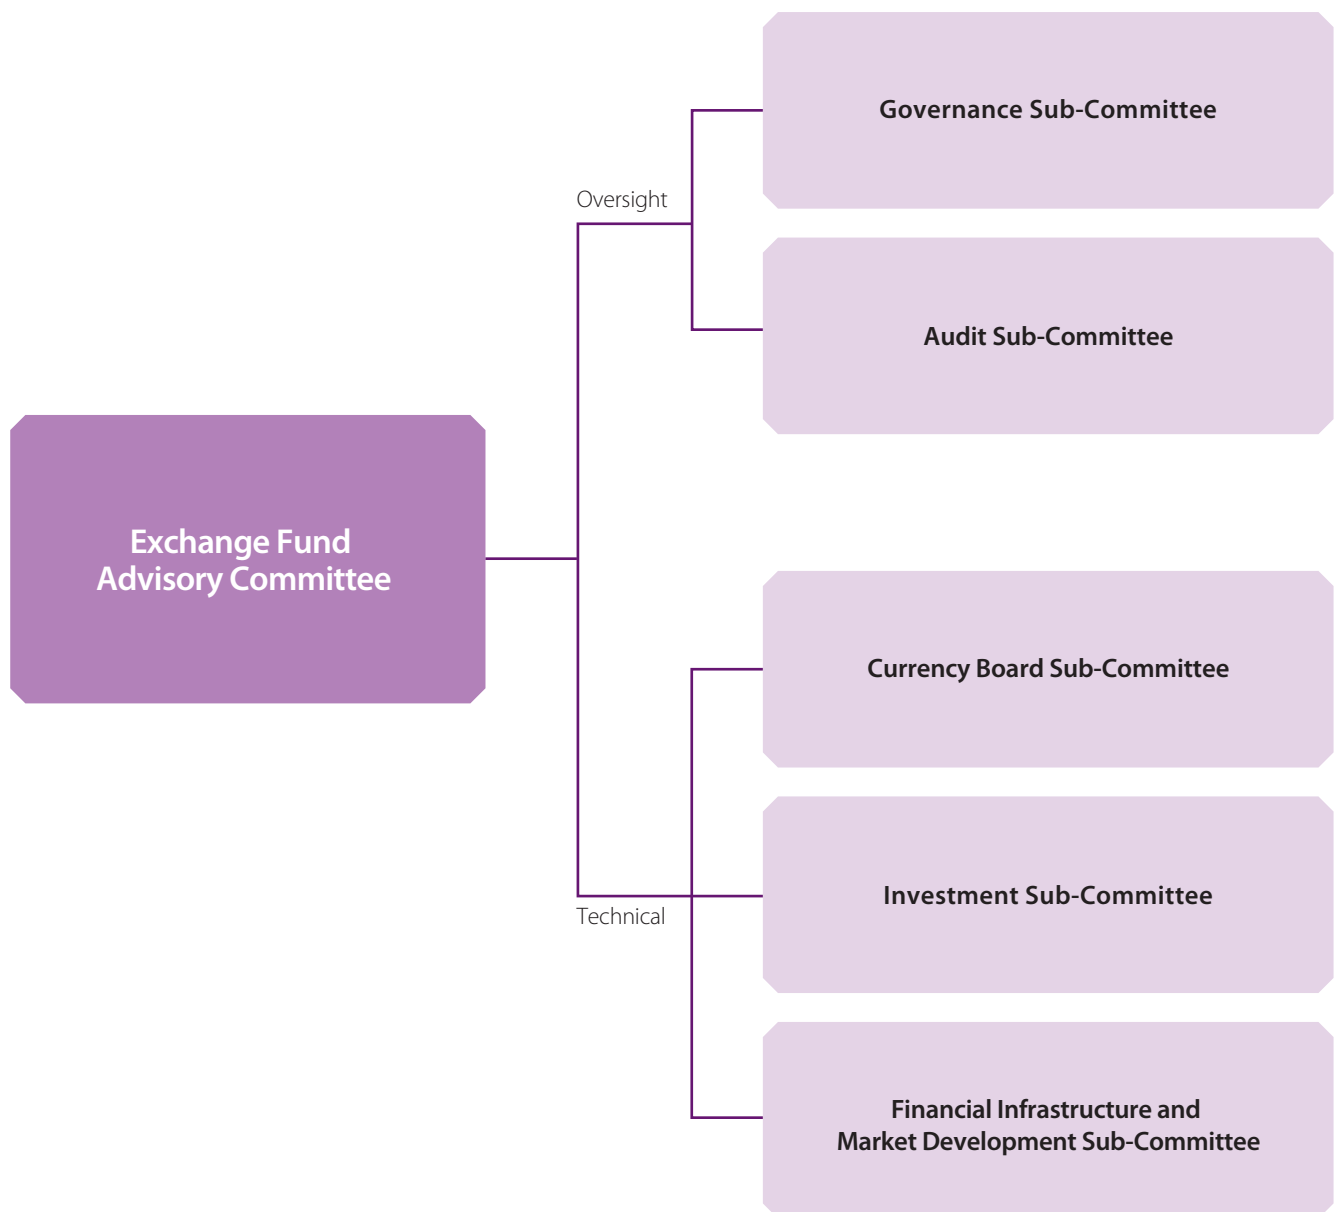 Exchange Fund
Advisory Committee
Oversight
Governance Sub-Committee
Audit Sub-Committee
Technical
Currency Board Sub-Committee
Investment Sub-Committee
Financial Infrastructure and
Market Development Sub-Committee